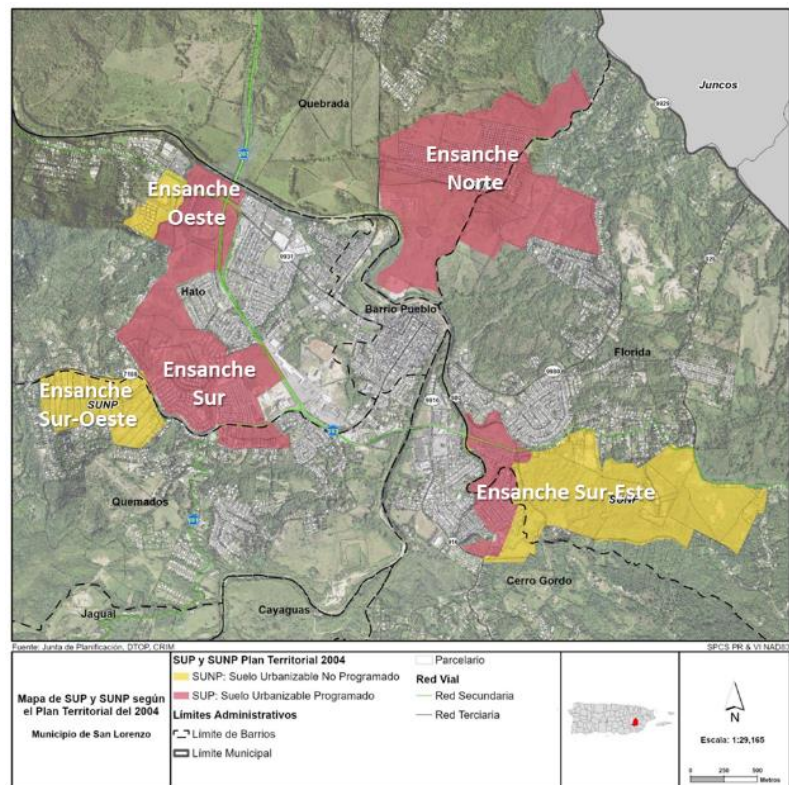 Juncos
9929
Quebrada
Ensanche
Norte
Ensanche
Oeste
9931
Hato
Barrio Pueblo
Florida
Ensanche
Sur
Ensanche
Sur-Oeste
SUNP
9916
Ensanche Sur-Este
SUNP
Quemados
Cerro Gordo
Jagual
Cayaguas
Fuente: Junta de Planificación, DTOP, CRIM
SPCS PR & VI NAD83
Mapa de SUP y SUNP según
el Plan Territorial del 2004
Municipio de San Lorenzo
SUP y SUNP Plan Territorial 2004
SUNP: Suelo Urbanizable No Programado
SUP: Suelo Urbanizable Programado
Límites Administrativos
Límite de Barrios
Límite Municipal
Parcelario
Red Vial
Red Secundaria
Red Terciaria
N
Escala: 1:29,165
0 250 500
Metros